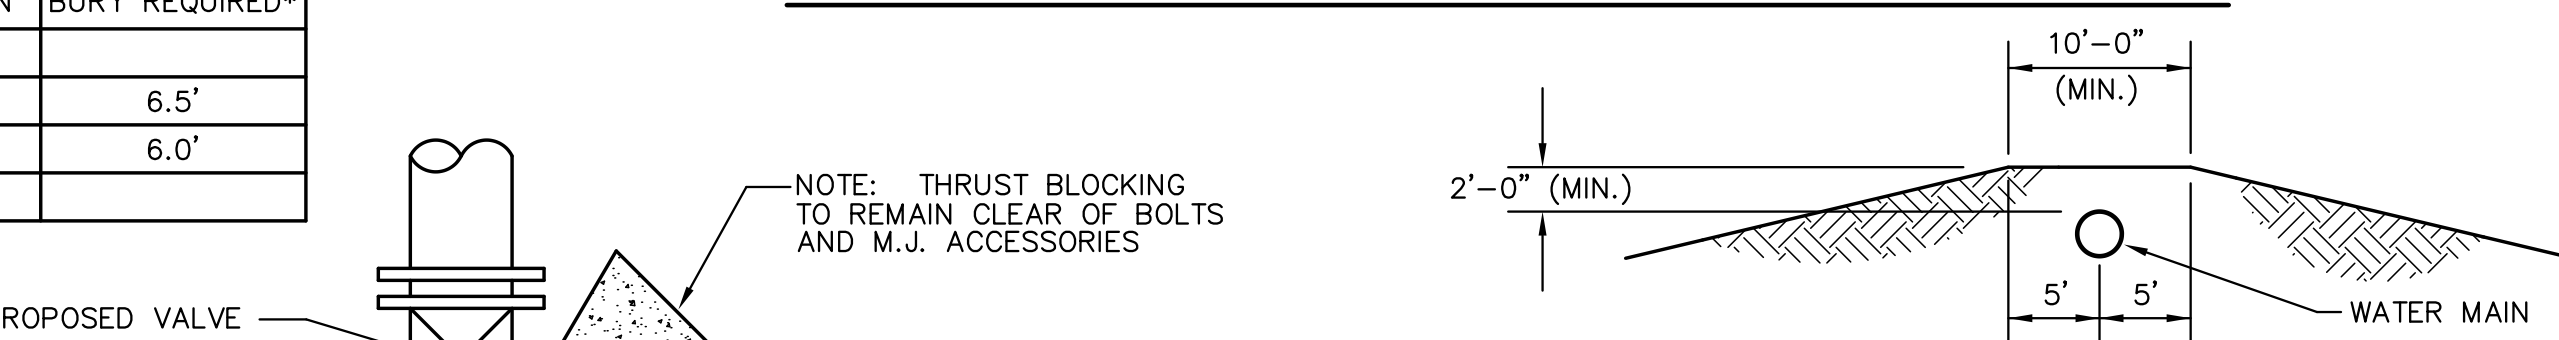 BURY REQUIRED*
6.5'
6.0'
ROPOSED VALVE
NOTE: THRUST BLOCKING
TO REMAIN CLEAR OF BOLTS
AND M.J. ACCESSORIES
10'-0"
(MIN.)
2'-0" (MIN.)
5' 5'
WATER MAIN